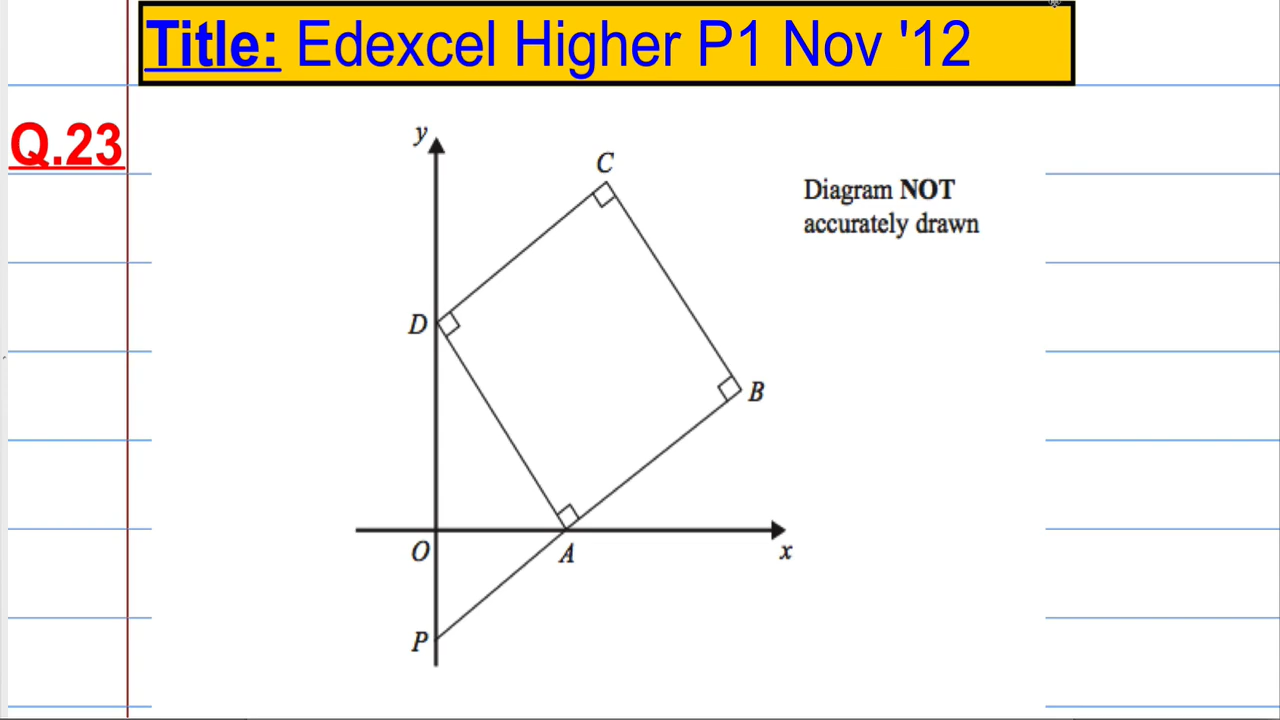 Title: Edexcel Higher P1 Nov '12
Q.23
y
C
Diagram NOT
accurately drawn
D
B
O
A
x
P